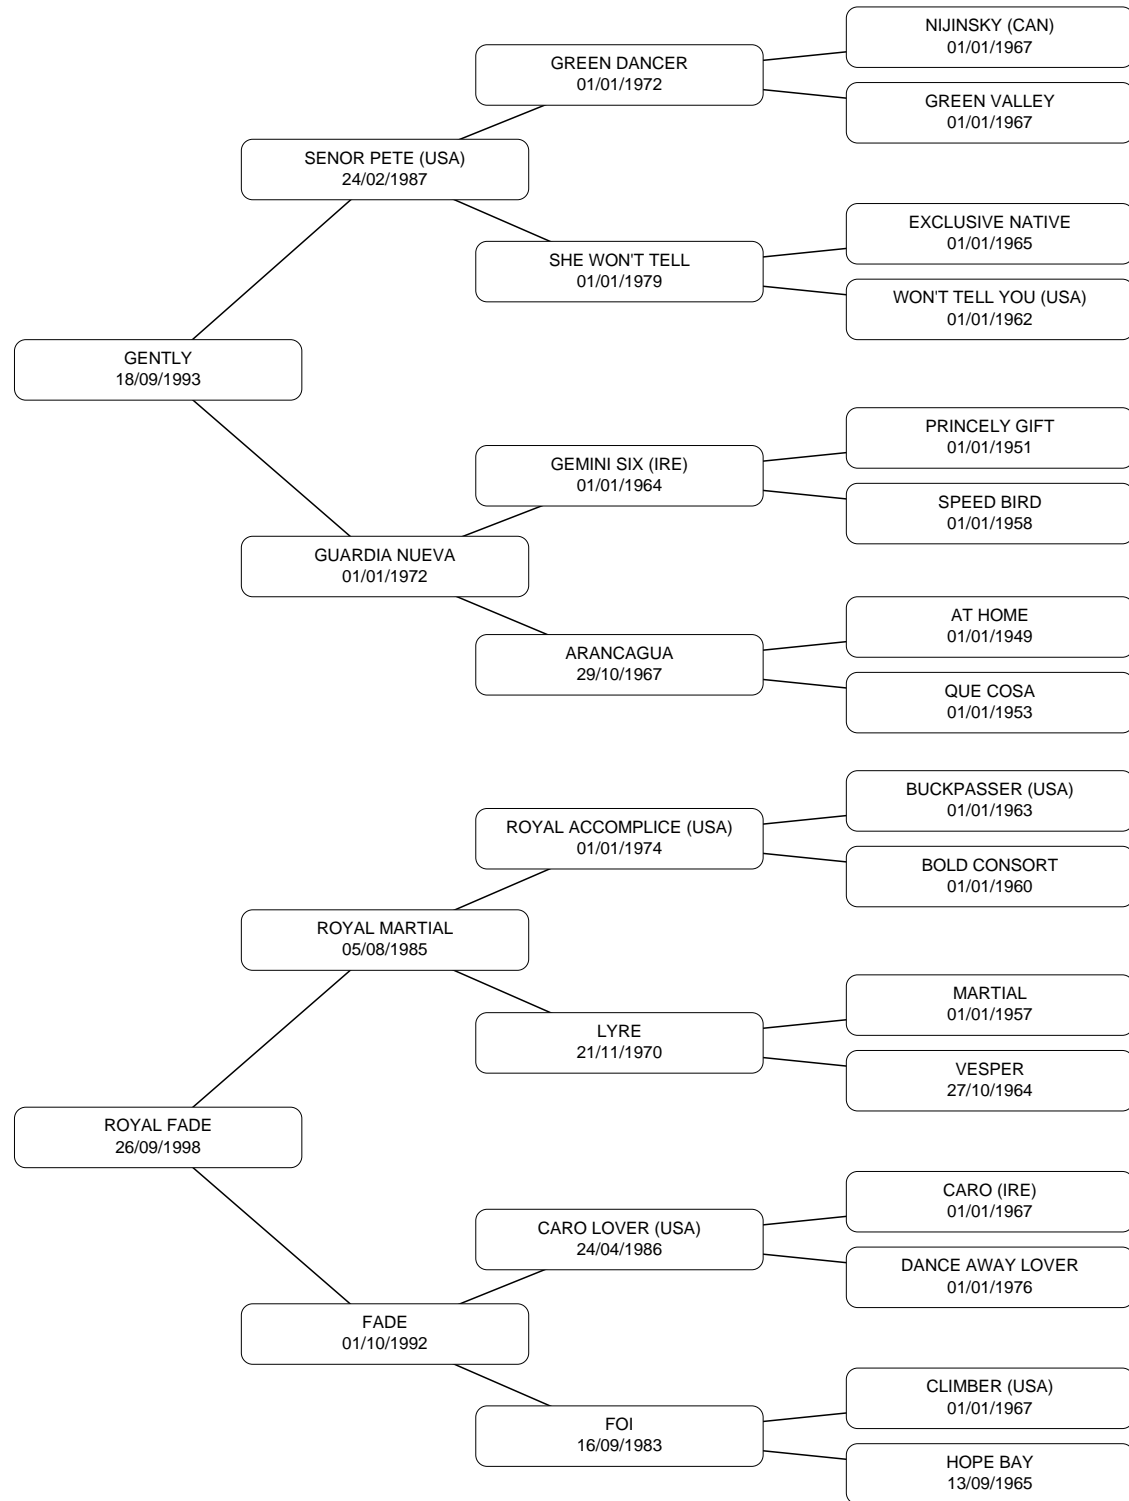 NIJINSKY (CAN)
01/01/1967
GREEN DANCER
01/01/1972
GREEN VALLEY
01/01/1967
SENOR PETE (USA)
24/02/1987
EXCLUSIVE NATIVE
01/01/1965
SHE WON'T TELL
01/01/1979
WON'T TELL YOU (USA)
01/01/1962
GENTLY
18/09/1993
PRINCELY GIFT
01/01/1951
GEMINI SIX (IRE)
01/01/1964
SPEED BIRD
01/01/1958
GUARDIA NUEVA
01/01/1972
AT HOME
01/01/1949
ARANCAGUA
29/10/1967
QUE COSA
01/01/1953
BUCKPASSER (USA)
01/01/1963
ROYAL ACCOMPLICE (USA)
01/01/1974
BOLD CONSORT
01/01/1960
ROYAL MARTIAL
05/08/1985
MARTIAL
01/01/1957
LYRE
21/11/1970
VESPER
27/10/1964
ROYAL FADE
26/09/1998
CARO (IRE)
01/01/1967
CARO LOVER (USA)
24/04/1986
DANCE AWAY LOVER
01/01/1976
FADE
01/10/1992
CLIMBER (USA)
01/01/1967
FOI
16/09/1983
HOPE BAY
13/09/1965